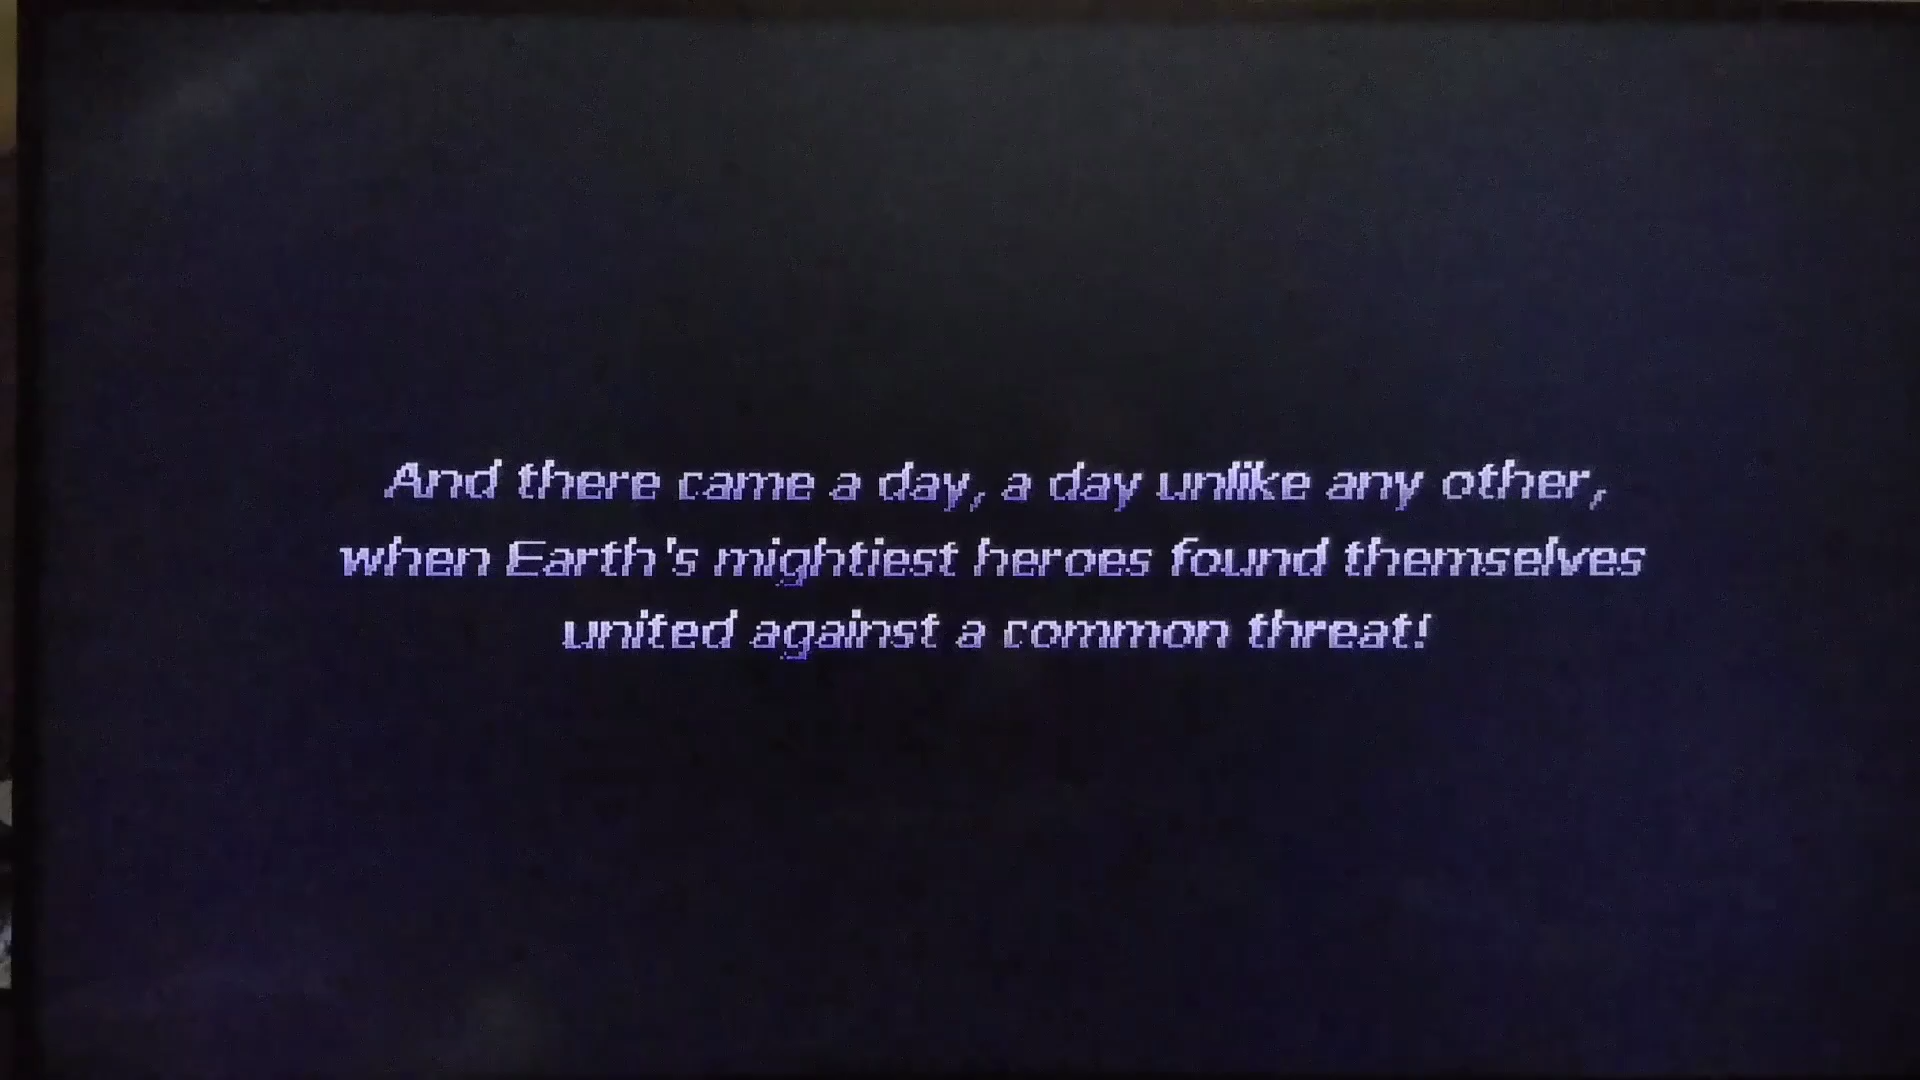 And there came a day, a day unlike any other,
when Earth's mightiest heroes found themselves
united against a common threat!